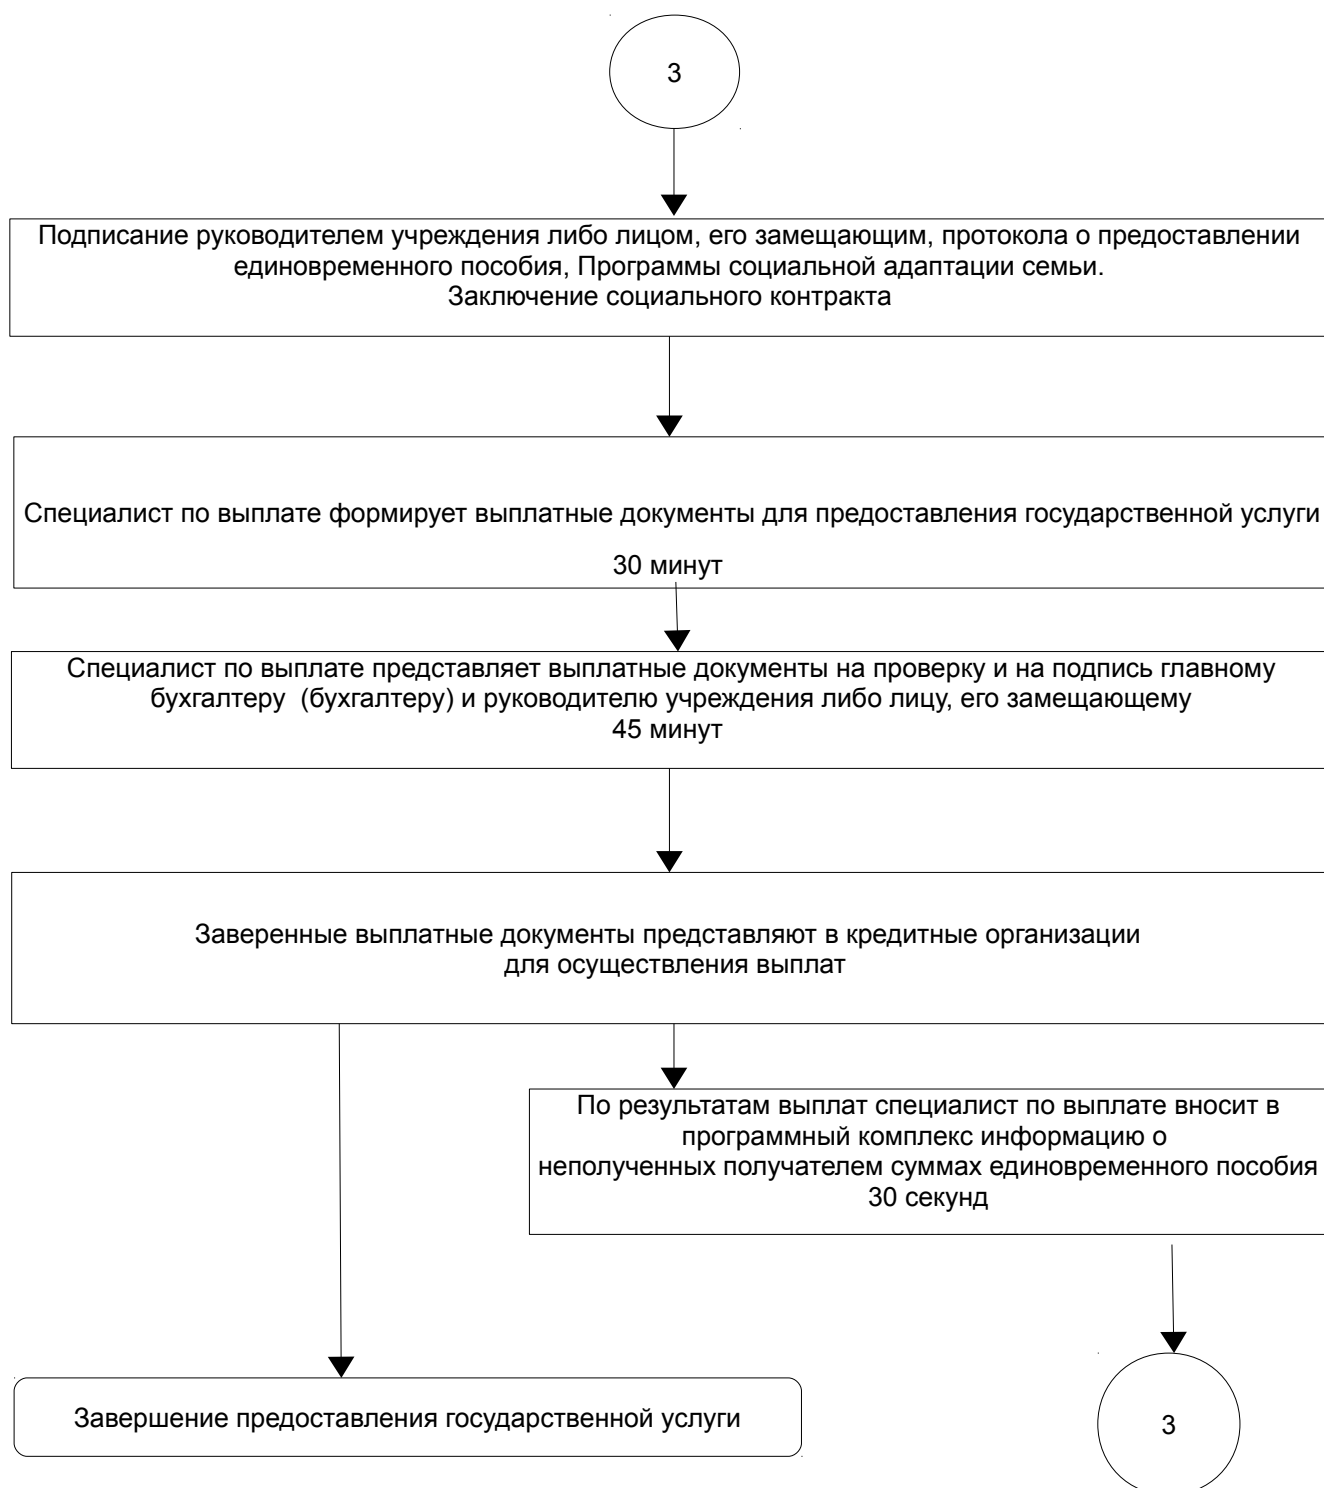 3
Подписание руководителем учреждения либо лицом, его замещающим, протокола о предоставлении
единовременного пособия, Программы социальной адаптации семьи.
Заключение социального контракта
Специалист по выплате формирует выплатные документы для предоставления государственной услуги
30 минут
Специалист по выплате представляет выплатные документы на проверку и на подпись главному
бухгалтеру (бухгалтеру) и руководителю учреждения либо лицу, его замещающему
45 минут
Заверенные выплатные документы представляют в кредитные организации
для осуществления выплат
По результатам выплат специалист по выплате вносит в
программный комплекс информацию о
неполученных получателем суммах единовременного пособия
30 секунд
Завершение предоставления государственной услуги
3